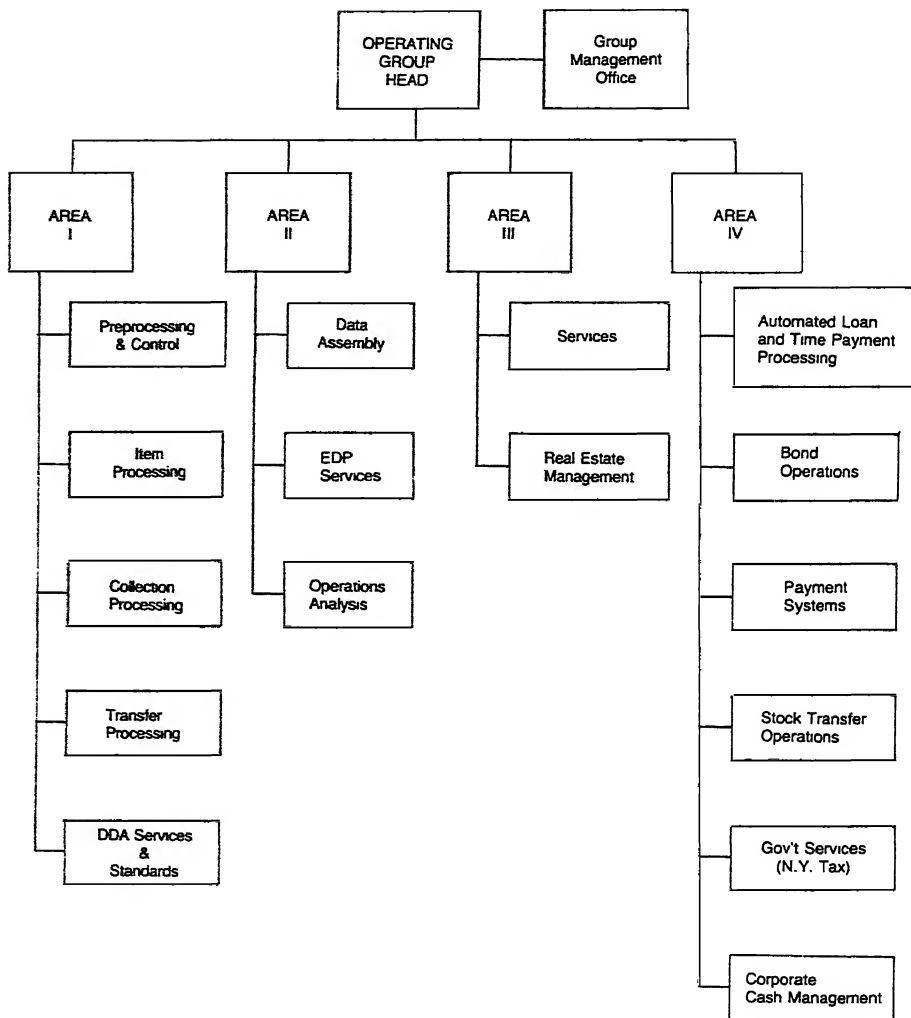 OPERATING
GROUP
HEAD
Group
Management
Office
AREA
I
AREA
II
AREA
III
AREA
IV
Preprocessing
& Control
Item
Processing
Collection
Processing
Transfer
Processing
DDA Services
&
Standards
Data
Assembly
EDP
Services
Operations
Analysis
Services
Real Estate
Management
Automated Loan
and Time Payment
Processing
Bond
Operations
Payment
Systems
Stock Transfer
Operations
Gov't Services
(N.Y. Tax)
Corporate
Cash Management